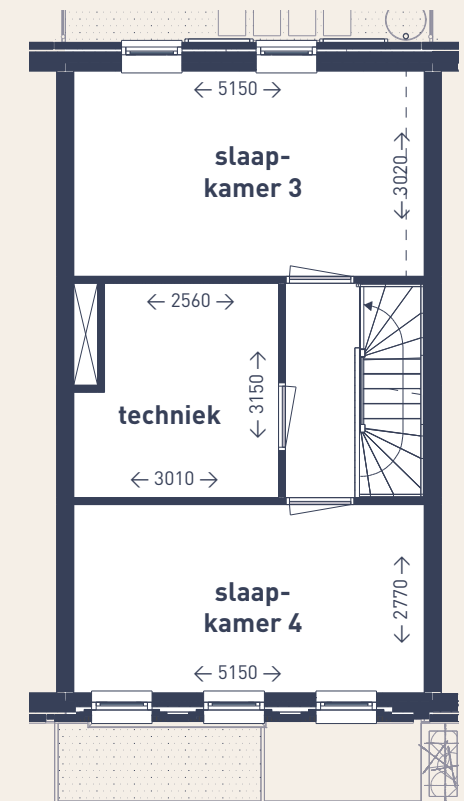 ← 5150 →
slaap-
kamer 3
← 3020 →
← 2560 →
← 3150 →
techniek
← 3010 →
slaap-
kamer 4
← 2770 →
← 5150 →